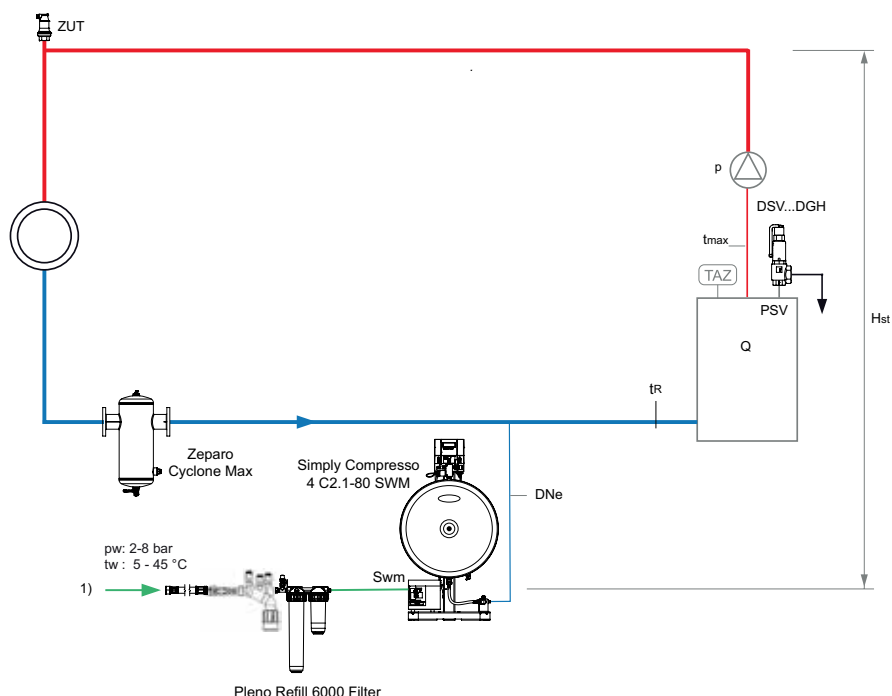 ZUT
p
DSV...DGH
tmax
TAZ
PSV
Q
Hst
tR
Zeparo
Cyclone Max
Simply Compresso
4 C2.1-80 SWM
DNe
pw: 2-8 bar
tw : 5 - 45 °C
1)
Swm
Pleno Refill 6000 Filter